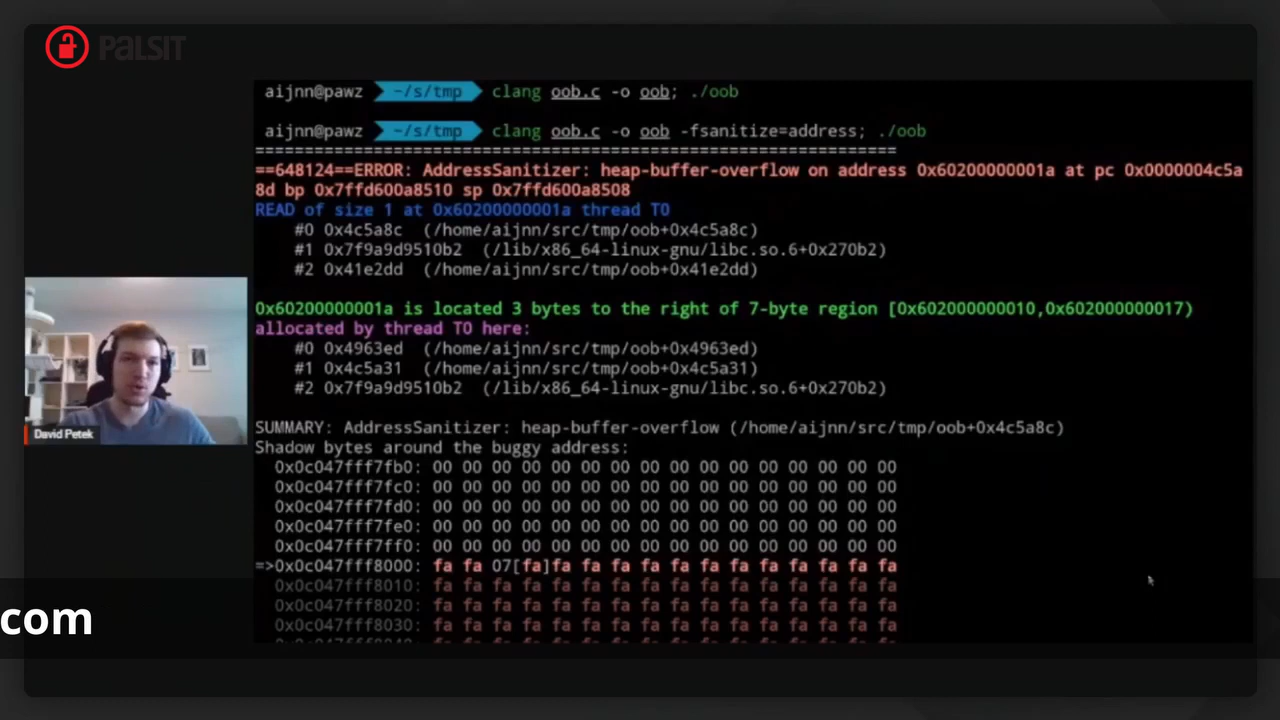 PaLSIT
aijnn@pawz ~/s/tmp clang oob.c -o oob; ./oob
aijnn@pawz ~/s/tmp clang oob.c -o oob -fsanitize=address; ./oob
=================================================================
==648124==ERROR: AddressSanitizer: heap-buffer-overflow on address 0x60200000001a at pc 0x0000004c5a
8d bp 0x7ffd600a8510 sp 0x7ffd600a8508
READ of size 1 at 0x60200000001a thread T0
#0 0x4c5a8c (/home/aijnn/src/tmp/oob+0x4c5a8c)
#1 0x7f9a9d9510b2 (/lib/x86_64-linux-gnu/libc.so.6+0x270b2)
#2 0x41e2dd (/home/aijnn/src/tmp/oob+0x41e2dd)
0x60200000001a is located 3 bytes to the right of 7-byte region [0x602000000010,0x602000000017)
allocated by thread T0 here:
#0 0x4963ed (/home/aijnn/src/tmp/oob+0x4963ed)
#1 0x4c5a31 (/home/aijnn/src/tmp/oob+0x4c5a31)
#2 0x7f9a9d9510b2 (/lib/x86_64-linux-gnu/libc.so.6+0x270b2)
David Petek
SUMMARY: AddressSanitizer: heap-buffer-overflow (/home/aijnn/src/tmp/oob+0x4c5a8c)
Shadow bytes around the buggy address:
0x0c047fff7fb0: 00 00 00 00 00 00 00 00 00 00 00 00 00 00 00 00
0x0c047fff7fc0: 00 00 00 00 00 00 00 00 00 00 00 00 00 00 00 00
0x0c047fff7fd0: 00 00 00 00 00 00 00 00 00 00 00 00 00 00 00 00
0x0c047fff7fe0: 00 00 00 00 00 00 00 00 00 00 00 00 00 00 00 00
0x0c047fff7ff0: 00 00 00 00 00 00 00 00 00 00 00 00 00 00 00 00
=>0x0c047fff8000: fa fa 07[fa]fa fa fa fa fa fa fa fa fa fa fa fa
0x0c047fff8010: fa fa fa fa fa fa fa fa fa fa fa fa fa fa fa fa
0x0c047fff8020: fa fa fa fa fa fa fa fa fa fa fa fa fa fa fa fa
0x0c047fff8030: fa fa fa fa fa fa fa fa fa fa fa fa fa fa fa fa
com